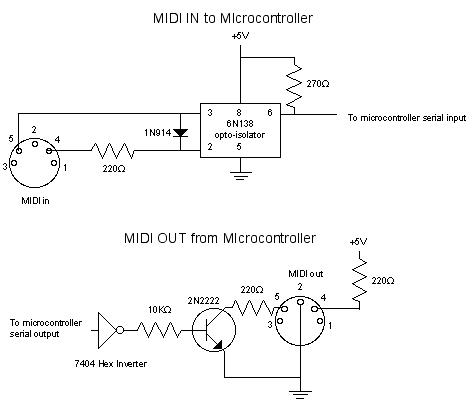 MIDI IN to MIcrocontroller
+5V
270Ω
3 8 6
6N138
opto-isolator
2 5
To microcontroller serial input
1N914
5 2 4
3 1
220Ω
MIDI in
MIDI OUT from MIcrocontroller
+5V
220Ω
MIDI out
2
5 4
3 1
220Ω
2N2222
10KΩ
To microcontroller
serial output
7404 Hex Inverter